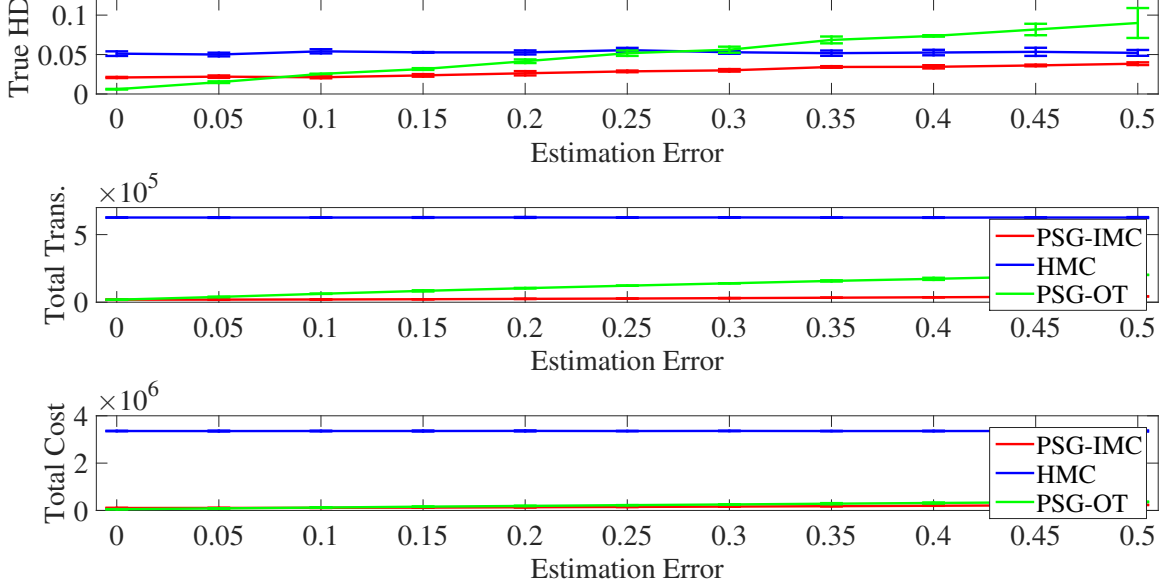 True HD
0.1
0.05
0
0 0.05 0.1 0.15 0.2 0.25 0.3 0.35 0.4 0.45 0.5
Estimation Error
×10^5
Total Trans.
5
0
PSG-IMC
HMC
PSG-OT
0 0.05 0.1 0.15 0.2 0.25 0.3 0.35 0.4 0.45 0.5
Estimation Error
×10^6
Total Cost
4
2
0
PSG-IMC
HMC
PSG-OT
0 0.05 0.1 0.15 0.2 0.25 0.3 0.35 0.4 0.45 0.5
Estimation Error